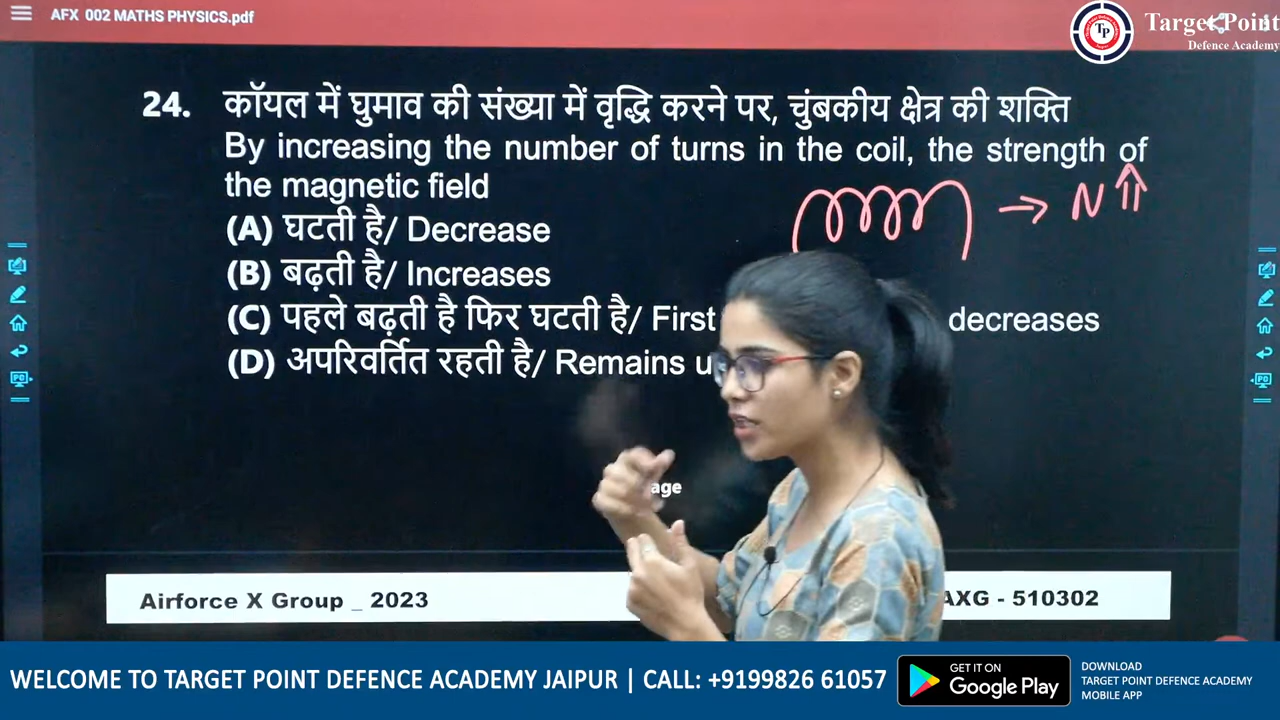 AFX 002 MATHS PHYSICS.pdf
TP
Target Point
Defence Academy
24. कॉयल में घुमाव की संख्या में वृद्धि करने पर, चुंबकीय क्षेत्र की शक्ति
By increasing the number of turns in the coil, the strength of
the magnetic field
→ N ⇑
(A) घटती है/ Decrease
(B) बढ़ती है/ Increases
(C) पहले बढ़ती है फिर घटती है/ First decreases
(D) अपरिवर्तित रहती है/ Remains
Airforce X Group _ 2023
AXG - 510302
WELCOME TO TARGET POINT DEFENCE ACADEMY JAIPUR | CALL: +9199826 61057
GET IT ON
Google Play
DOWNLOAD
TARGET POINT DEFENCE ACADEMY
MOBILE APP